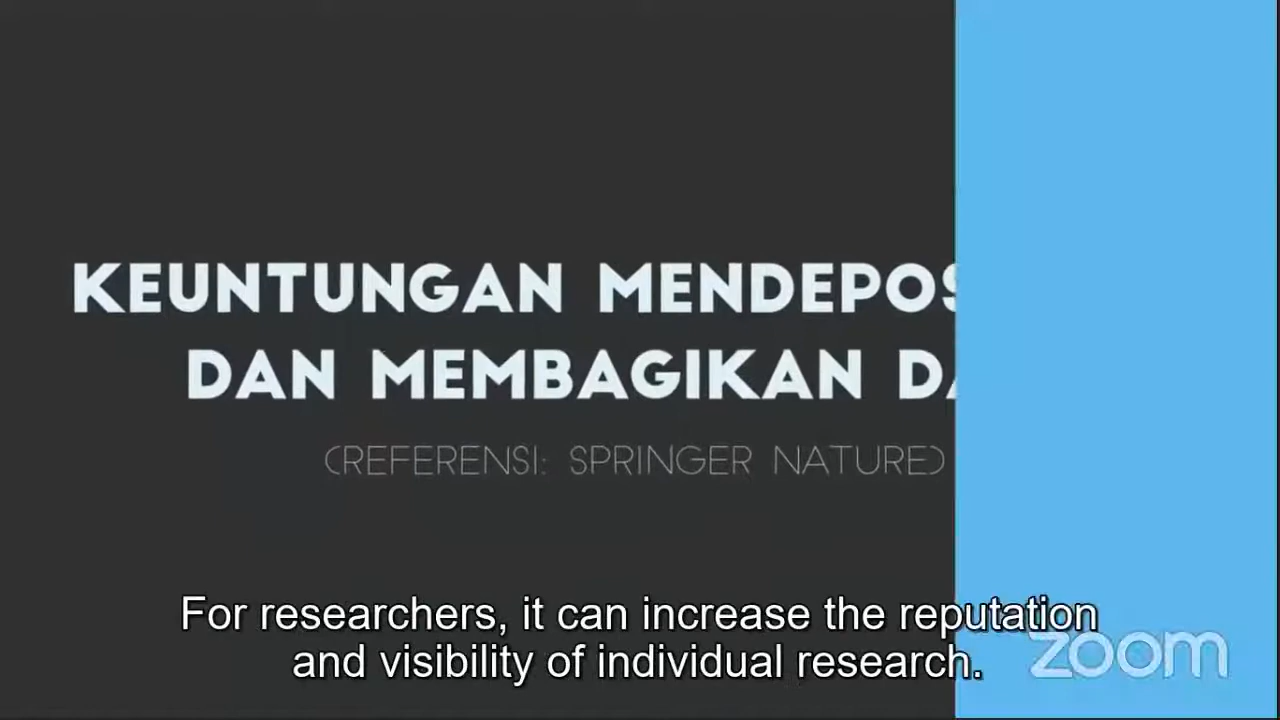 KEUNTUNGAN MENDEPOS
DAN MEMBAGIKAN DA
(REFERENSI: SPRINGER NATURE)
For researchers, it can increase the reputation
and visibility of individual research.
zoom